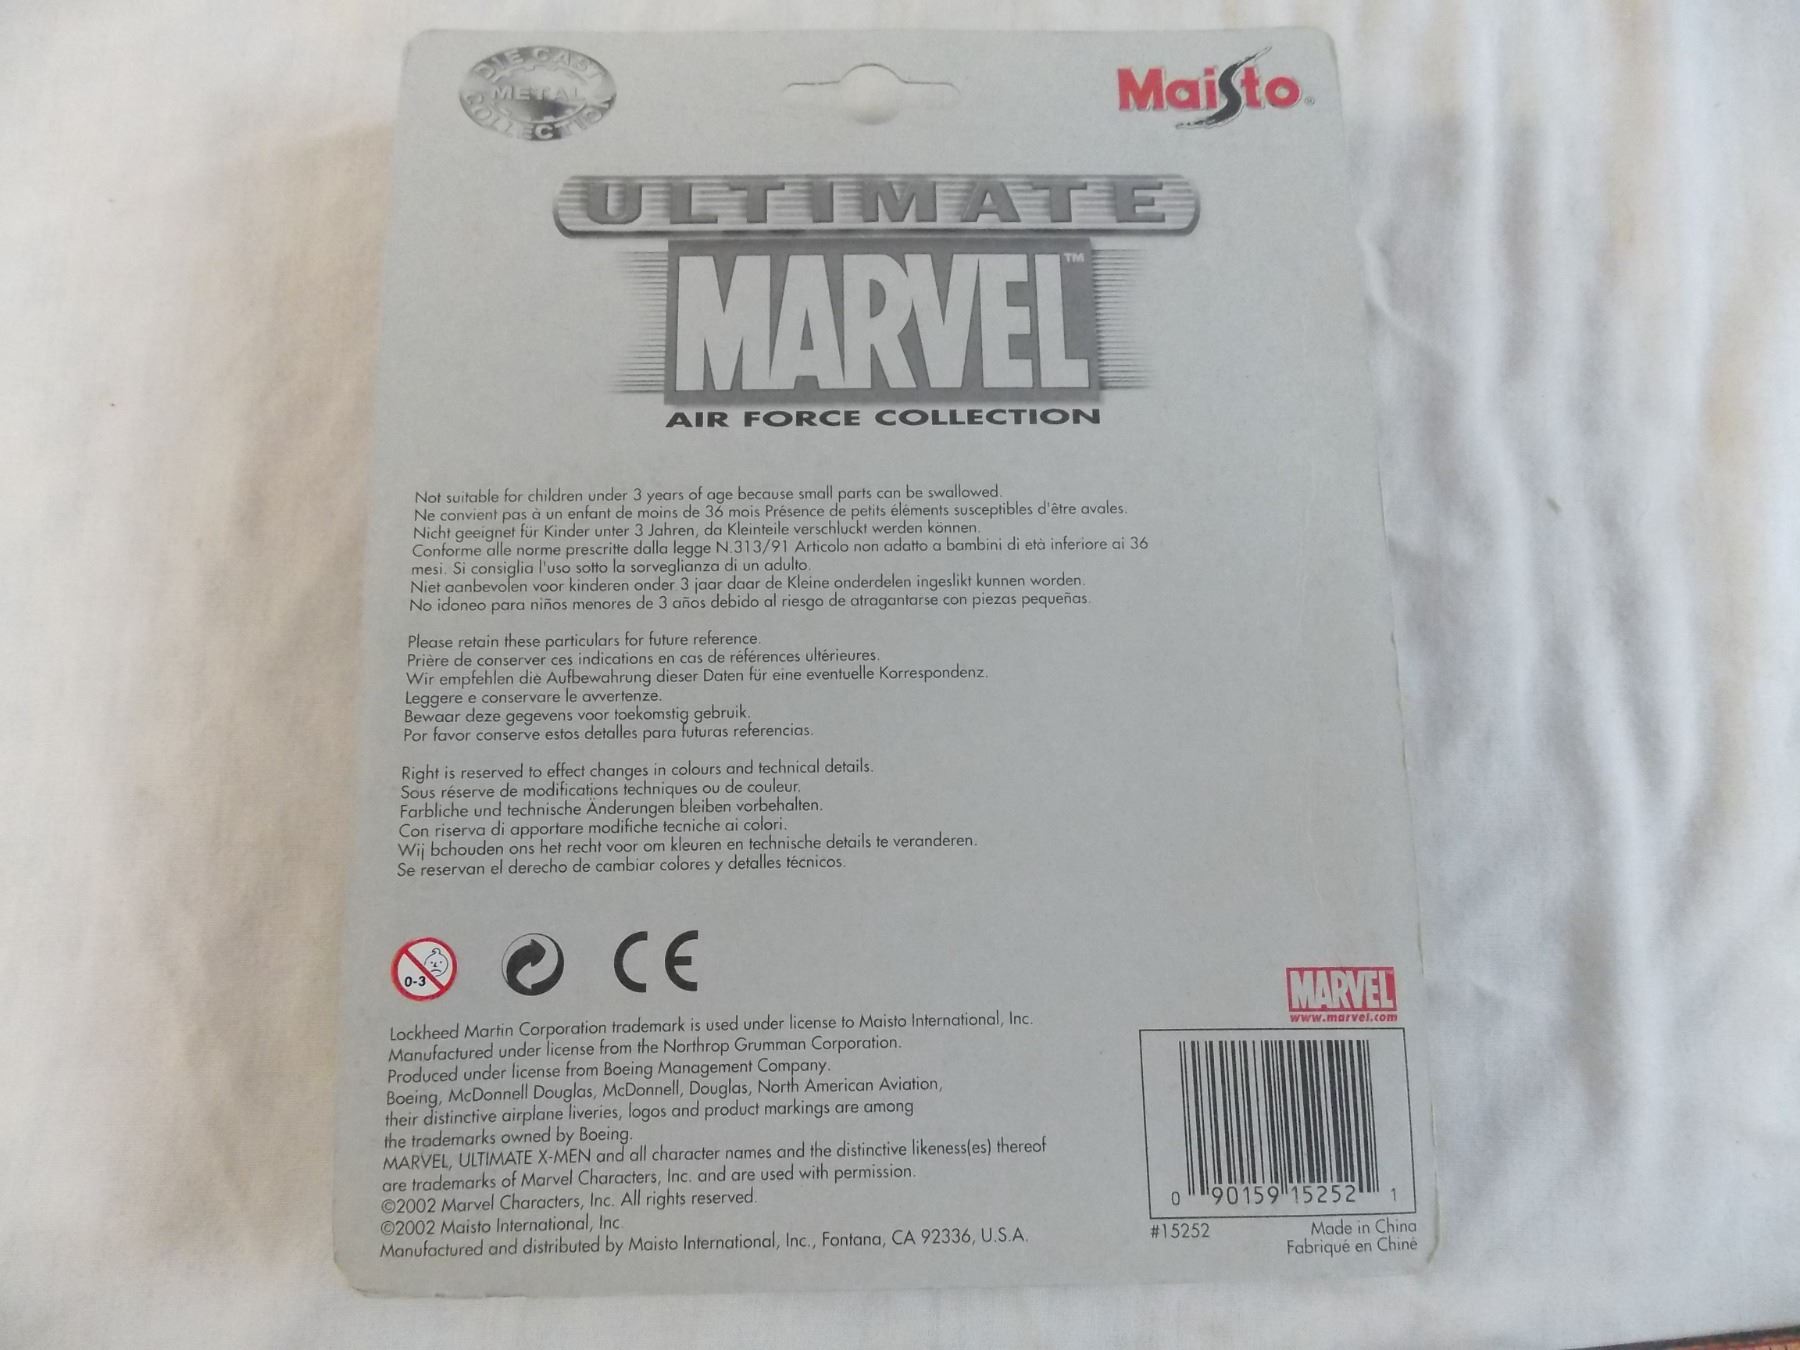 DIE CAST
METAL
COLLECTION
Maisto®
ULTIMATE
MARVEL™
AIR FORCE COLLECTION
Not suitable for children under 3 years of age because small parts can be swallowed.
Ne convient pas à un enfant de moins de 36 mois Présence de petits éléments susceptibles d'être avales.
Nicht geeignet für Kinder unter 3 Jahren, da Kleinteile verschluckt werden können.
Conforme alle norme prescritte dalla legge N.313/91 Articolo non adatto a bambini di età inferiore ai 36
mesi. Si consiglia l'uso sotto la sorveglianza di un adulto.
Niet aanbevolen voor kinderen onder 3 jaar daar de Kleine onderdelen ingeslikt kunnen worden.
No idoneo para niños menores de 3 años debido al riesgo de atragantarse con piezas pequeñas.
Please retain these particulars for future reference.
Prière de conserver ces indications en cas de références ultérieures.
Wir empfehlen die Aufbewahrung dieser Daten für eine eventuelle Korrespondenz.
Leggere e conservare le avvertenze.
Bewaar deze gegevens voor toekomstig gebruik.
Por favor conserve estos detalles para futuras referencias.
Right is reserved to effect changes in colours and technical details.
Sous réserve de modifications techniques ou de couleur.
Farbliche und technische Änderungen bleiben vorbehalten.
Con riserva di apportare modifiche tecniche ai colori.
Wij bchouden ons het recht voor om kleuren en technische details te veranderen.
Se reservan el derecho de cambiar colores y detalles técnicos.
0-3
CE
Lockheed Martin Corporation trademark is used under license to Maisto International, Inc.
Manufactured under license from the Northrop Grumman Corporation.
Produced under license from Boeing Management Company.
Boeing, McDonnell Douglas, McDonnell, Douglas, North American Aviation,
their distinctive airplane liveries, logos and product markings are among
the trademarks owned by Boeing.
MARVEL, ULTIMATE X-MEN and all character names and the distinctive likeness(es) thereof
are trademarks of Marvel Characters, Inc. and are used with permission.
©2002 Marvel Characters, Inc. All rights reserved.
©2002 Maisto International, Inc.
Manufactured and distributed by Maisto International, Inc., Fontana, CA 92336, U.S.A.
MARVEL
www.marvel.com
0 90159 15252 1
#15252
Made in China
Fabriqué en Chine